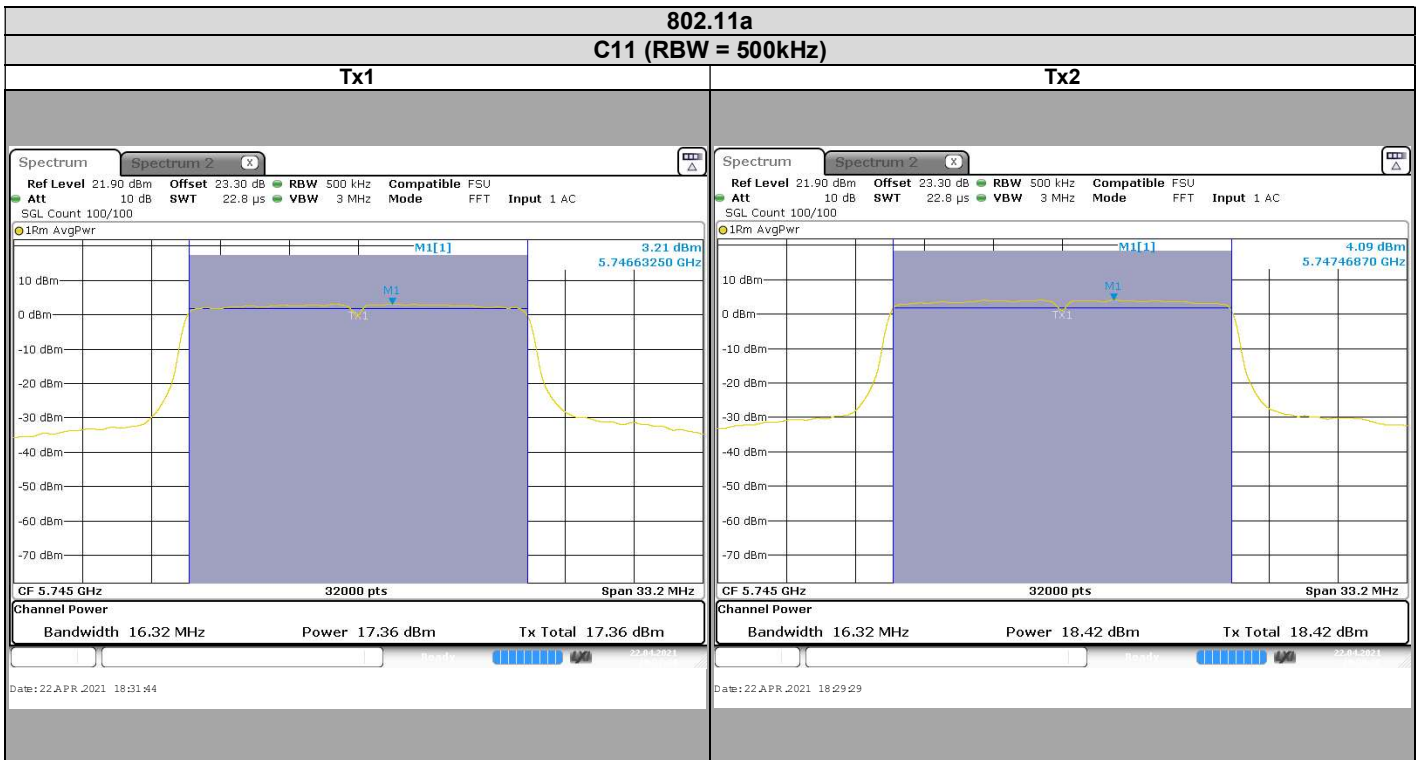 802.11a
C11 (RBW = 500kHz)
Tx1
Tx2
Spectrum
Spectrum 2
X
Ref Level 21.90 dBm Offset 23.30 dB RBW 500 kHz Compatible FSU
Att 10 dB SWT 22.8 µs VBW 3 MHz Mode FFT Input 1 AC
SGL Count 100/100
1Rm AvgPwr
M1[1] 3.21 dBm
5.74663250 GHz
10 dBm
M1
0 dBm
Tx1
-10 dBm
-20 dBm
-30 dBm
-40 dBm
-50 dBm
-60 dBm
-70 dBm
CF 5.745 GHz 32000 pts Span 33.2 MHz
Channel Power
Bandwidth 16.32 MHz Power 17.36 dBm Tx Total 17.36 dBm
Ready LXI 22.04.2021
Date: 22.APR.2021 18:31:44
Spectrum
Spectrum 2
X
Ref Level 21.90 dBm Offset 23.30 dB RBW 500 kHz Compatible FSU
Att 10 dB SWT 22.8 µs VBW 3 MHz Mode FFT Input 1 AC
SGL Count 100/100
1Rm AvgPwr
M1[1] 4.09 dBm
5.74746870 GHz
10 dBm
M1
0 dBm
Tx1
-10 dBm
-20 dBm
-30 dBm
-40 dBm
-50 dBm
-60 dBm
-70 dBm
CF 5.745 GHz 32000 pts Span 33.2 MHz
Channel Power
Bandwidth 16.32 MHz Power 18.42 dBm Tx Total 18.42 dBm
Ready LXI 22.04.2021
Date: 22.APR.2021 18:29:29